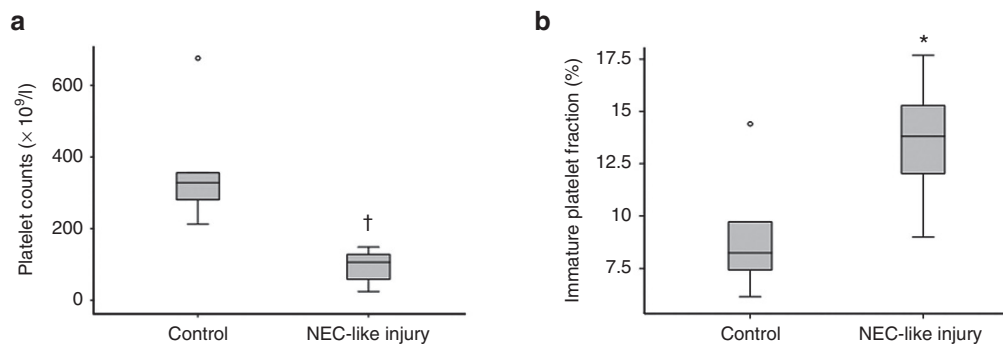 a
Platelet counts (× 10⁹/l)
600
400
200
0
†
Control
NEC-like injury
b
Immature platelet fraction (%)
17.5
15
12.5
10
7.5
*
Control
NEC-like injury